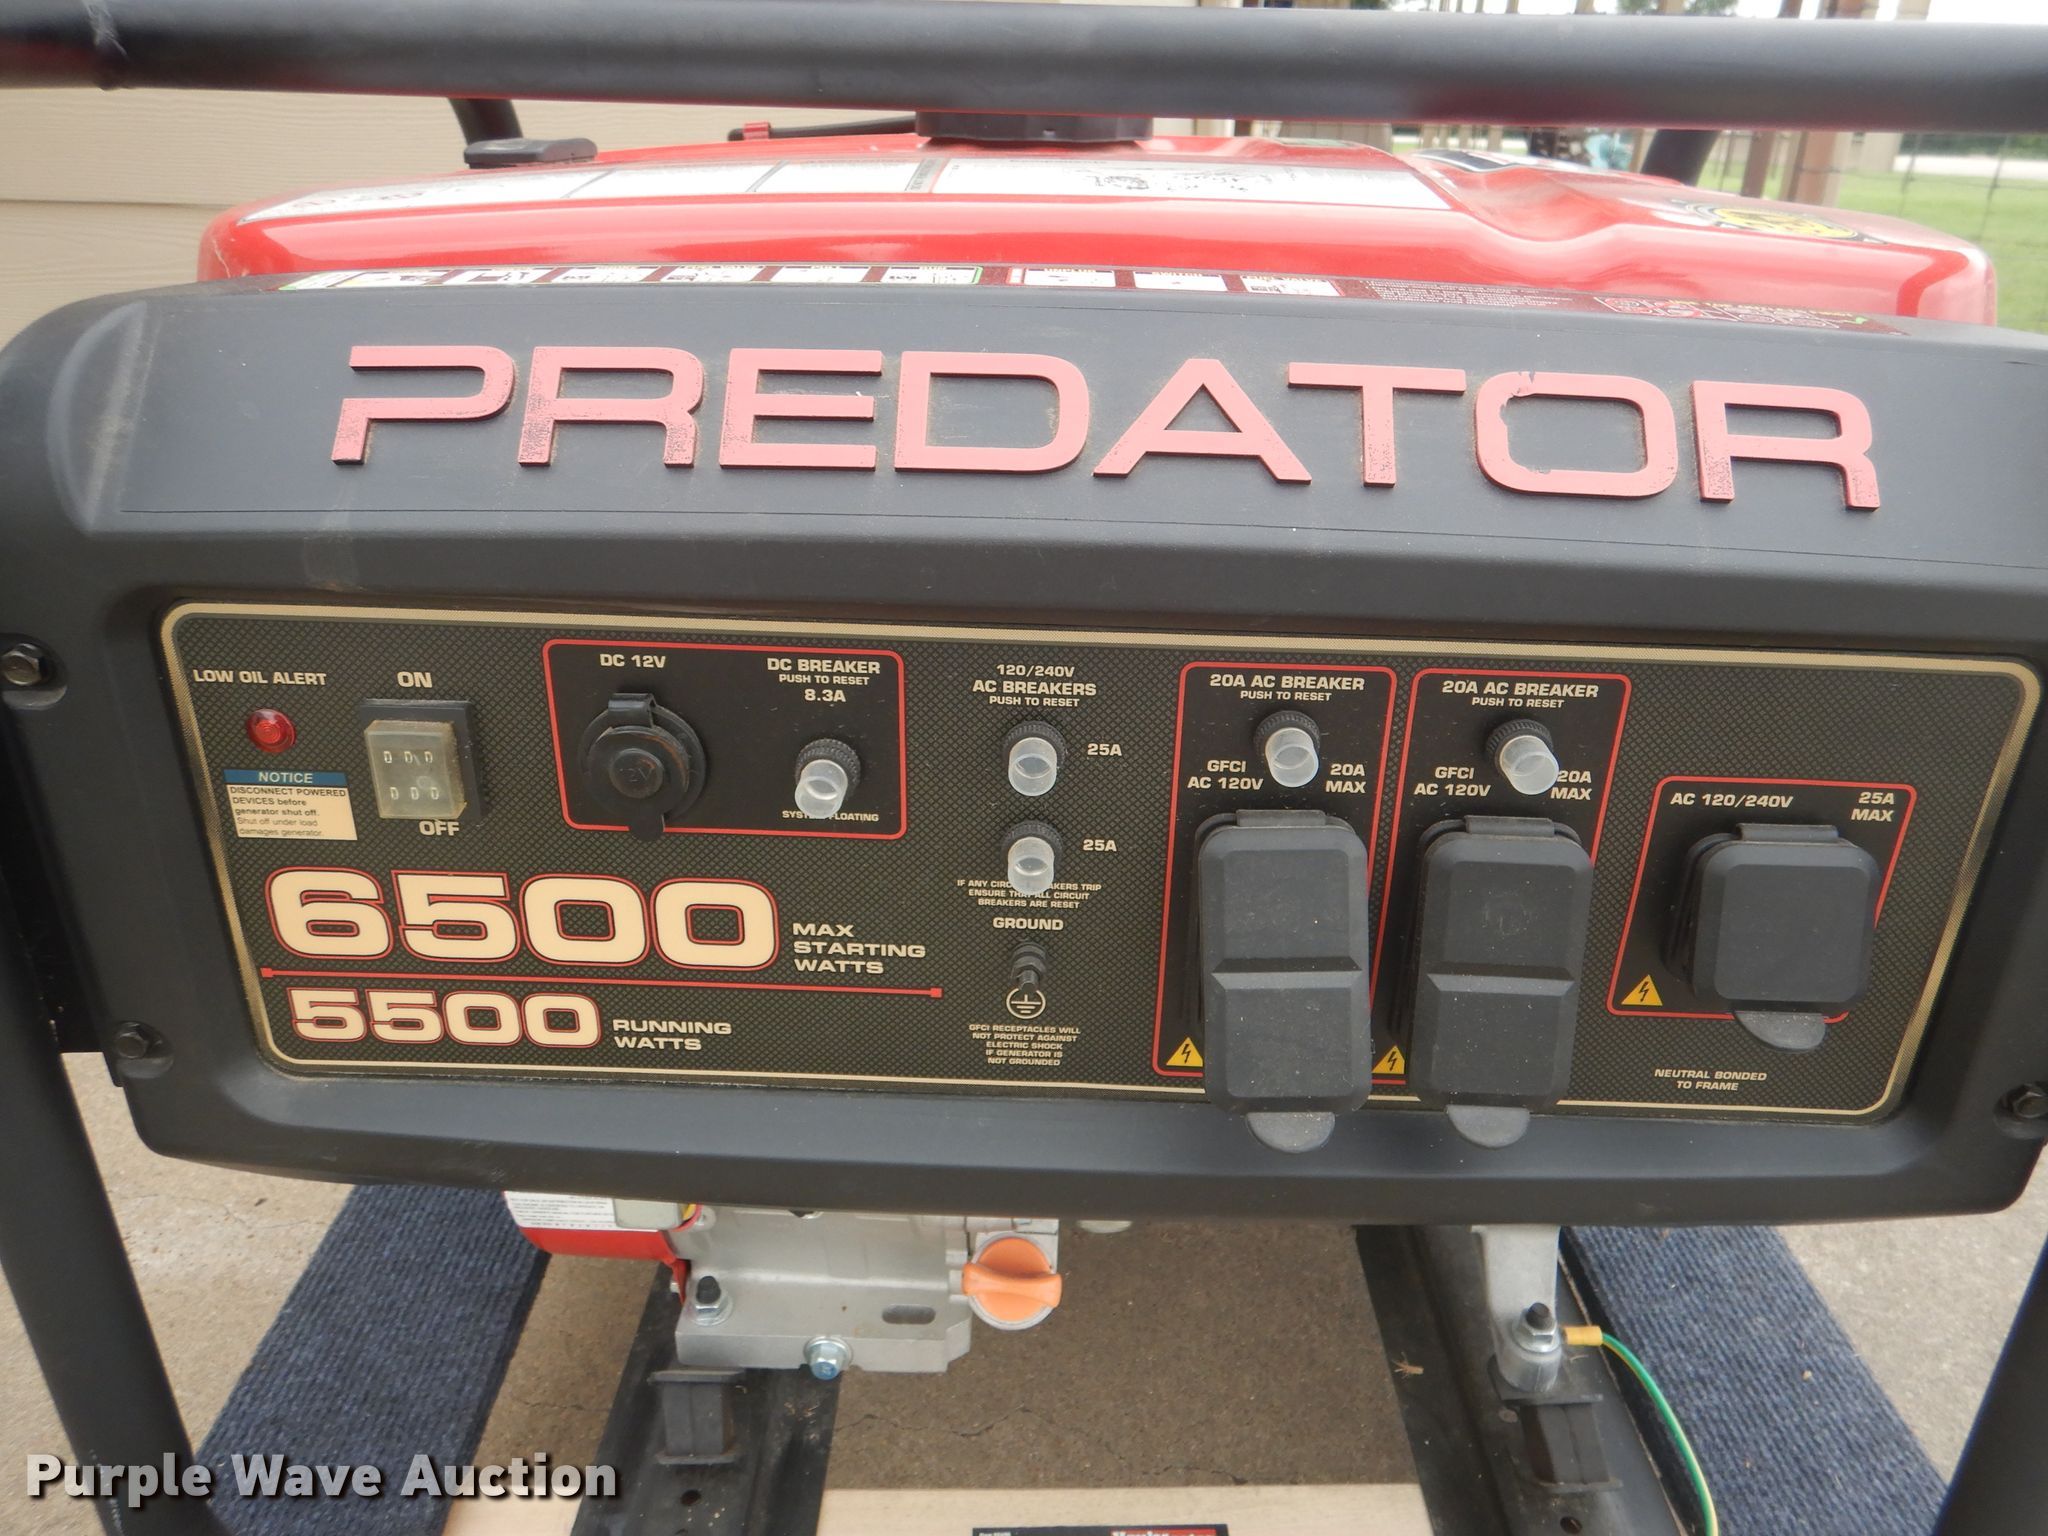 PREDATOR
LOW OIL ALERT
ON
OFF
NOTICE
DISCONNECT POWERED
DEVICES before
generator shut off.
Shut off under load
damages generator.
DC 12V
12V
DC BREAKER
PUSH TO RESET
8.3A
FLOATING
120/240V
AC BREAKERS
PUSH TO RESET
25A
25A
IF ANY BREAKERS TRIP
ENSURE THAT ALL CIRCUIT
BREAKERS ARE RESET
GROUND
GFCI RECEPTACLES WILL
NOT PROTECT AGAINST
ELECTRIC SHOCK
IF GENERATOR IS
NOT GROUNDED
20A AC BREAKER
PUSH TO RESET
GFCI
AC 120V
20A
MAX
20A AC BREAKER
PUSH TO RESET
GFCI
AC 120V
20A
MAX
AC 120/240V
25A
MAX
NEUTRAL BONDED
TO FRAME
6500
MAX
STARTING
WATTS
5500
RUNNING
WATTS
Purple Wave Auction